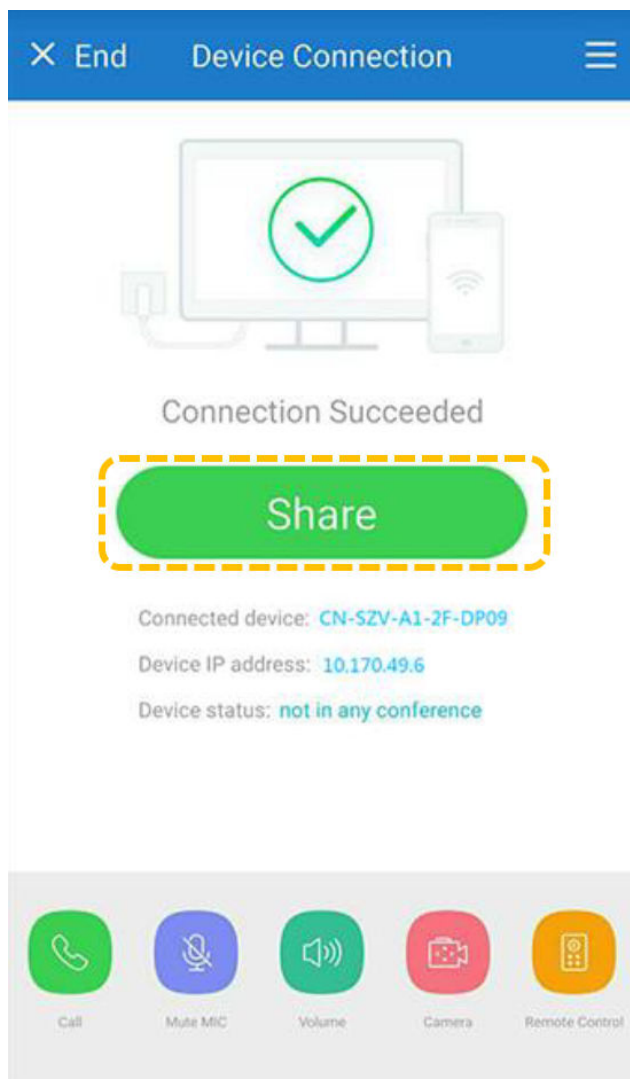 End Device Connection
Connection Succeeded
Share
Connected device: CN-SZV-A1-2F-DP09
Device IP address: 10.170.49.6
Device status: not in any conference
Call Mute MIC Volume Camera Remote Control